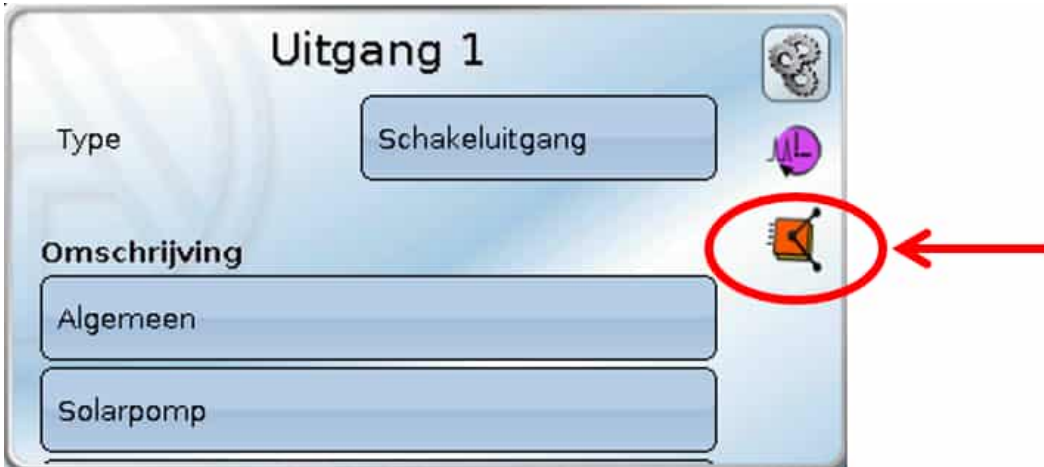 Uitgang 1
Type Schakeluitgang
Omschrijving
Algemeen
Solarpomp